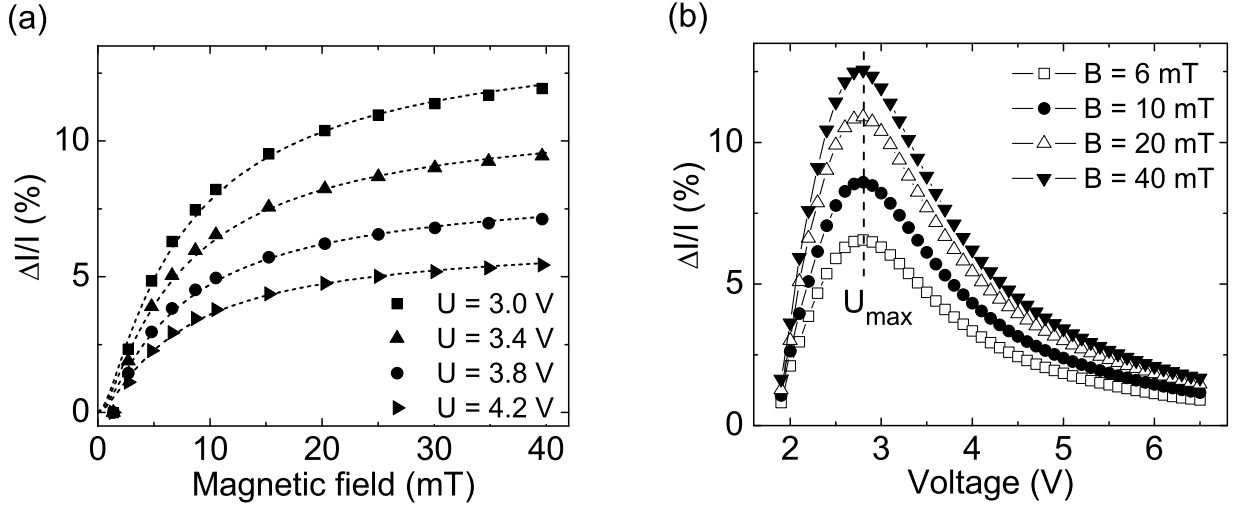 (a)
ΔI/I (%)
10
5
0
U = 3.0 V
U = 3.4 V
U = 3.8 V
U = 4.2 V
0 10 20 30 40
Magnetic field (mT)
(b)
ΔI/I (%)
10
5
0
B = 6 mT
B = 10 mT
B = 20 mT
B = 40 mT
Umax
2 3 4 5 6
Voltage (V)